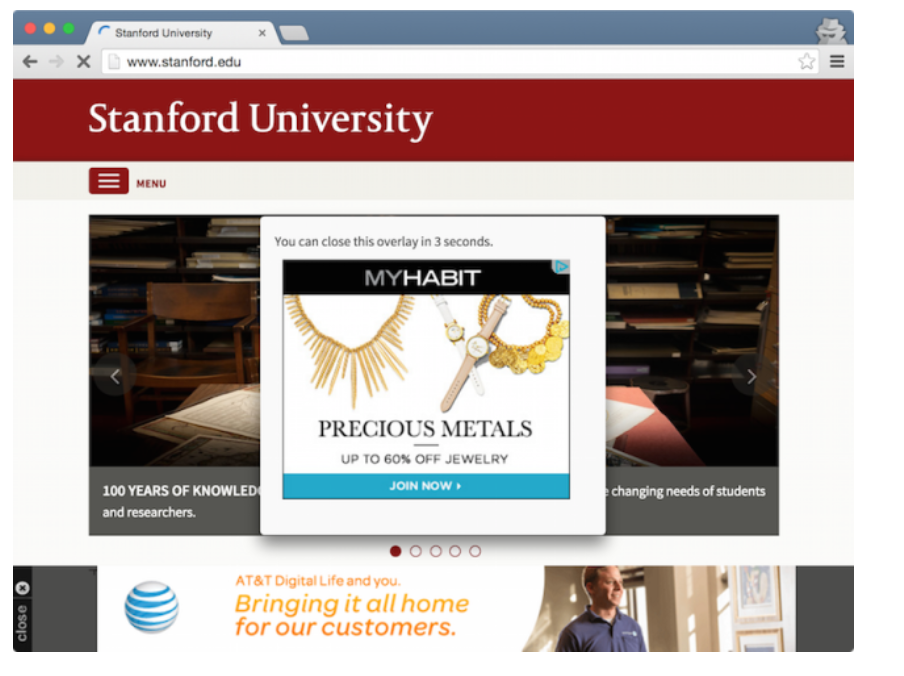 Stanford University
www.stanford.edu
Stanford University
MENU
You can close this overlay in 3 seconds.
MYHABIT
PRECIOUS METALS
UP TO 60% OFF JEWELRY
JOIN NOW
100 YEARS OF KNOWLED
changing needs of students
and researchers.
close
AT&T Digital Life and you.
Bringing it all home
for our customers.